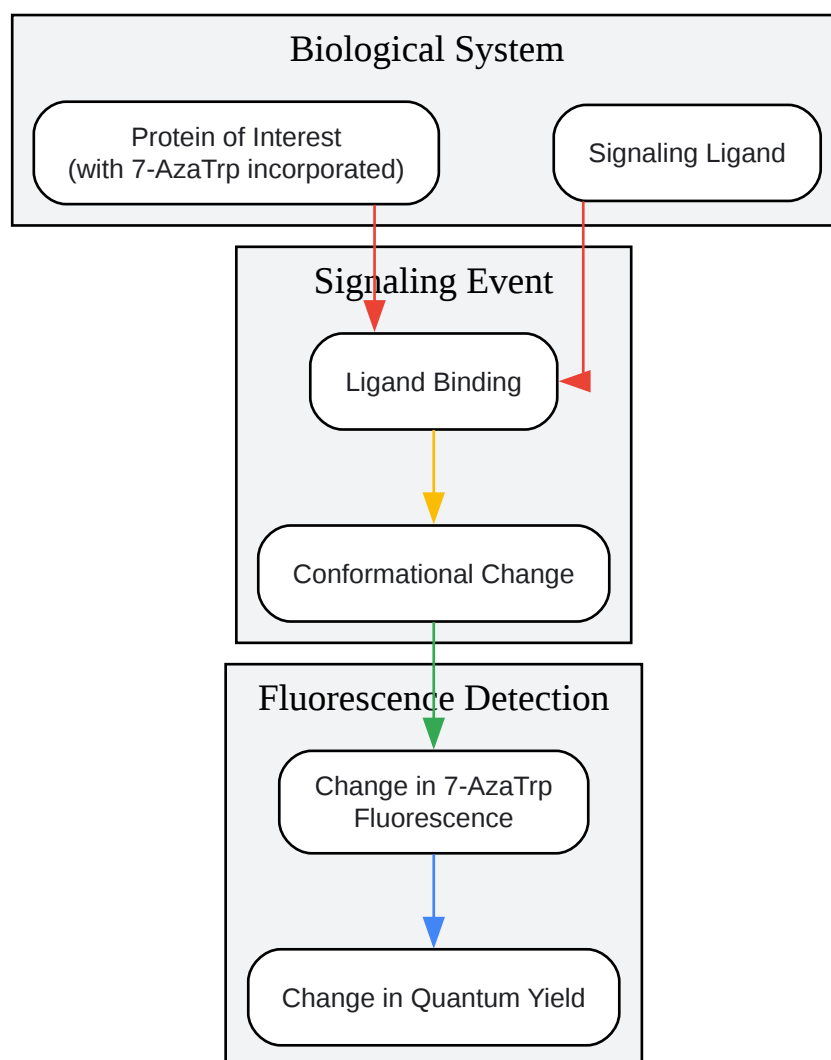 Biological System
Protein of Interest
(with 7-AzaTrp incorporated)
Signaling Ligand
Signaling Event
Ligand Binding
Conformational Change
Fluorescence Detection
Change in 7-AzaTrp
Fluorescence
Change in Quantum Yield